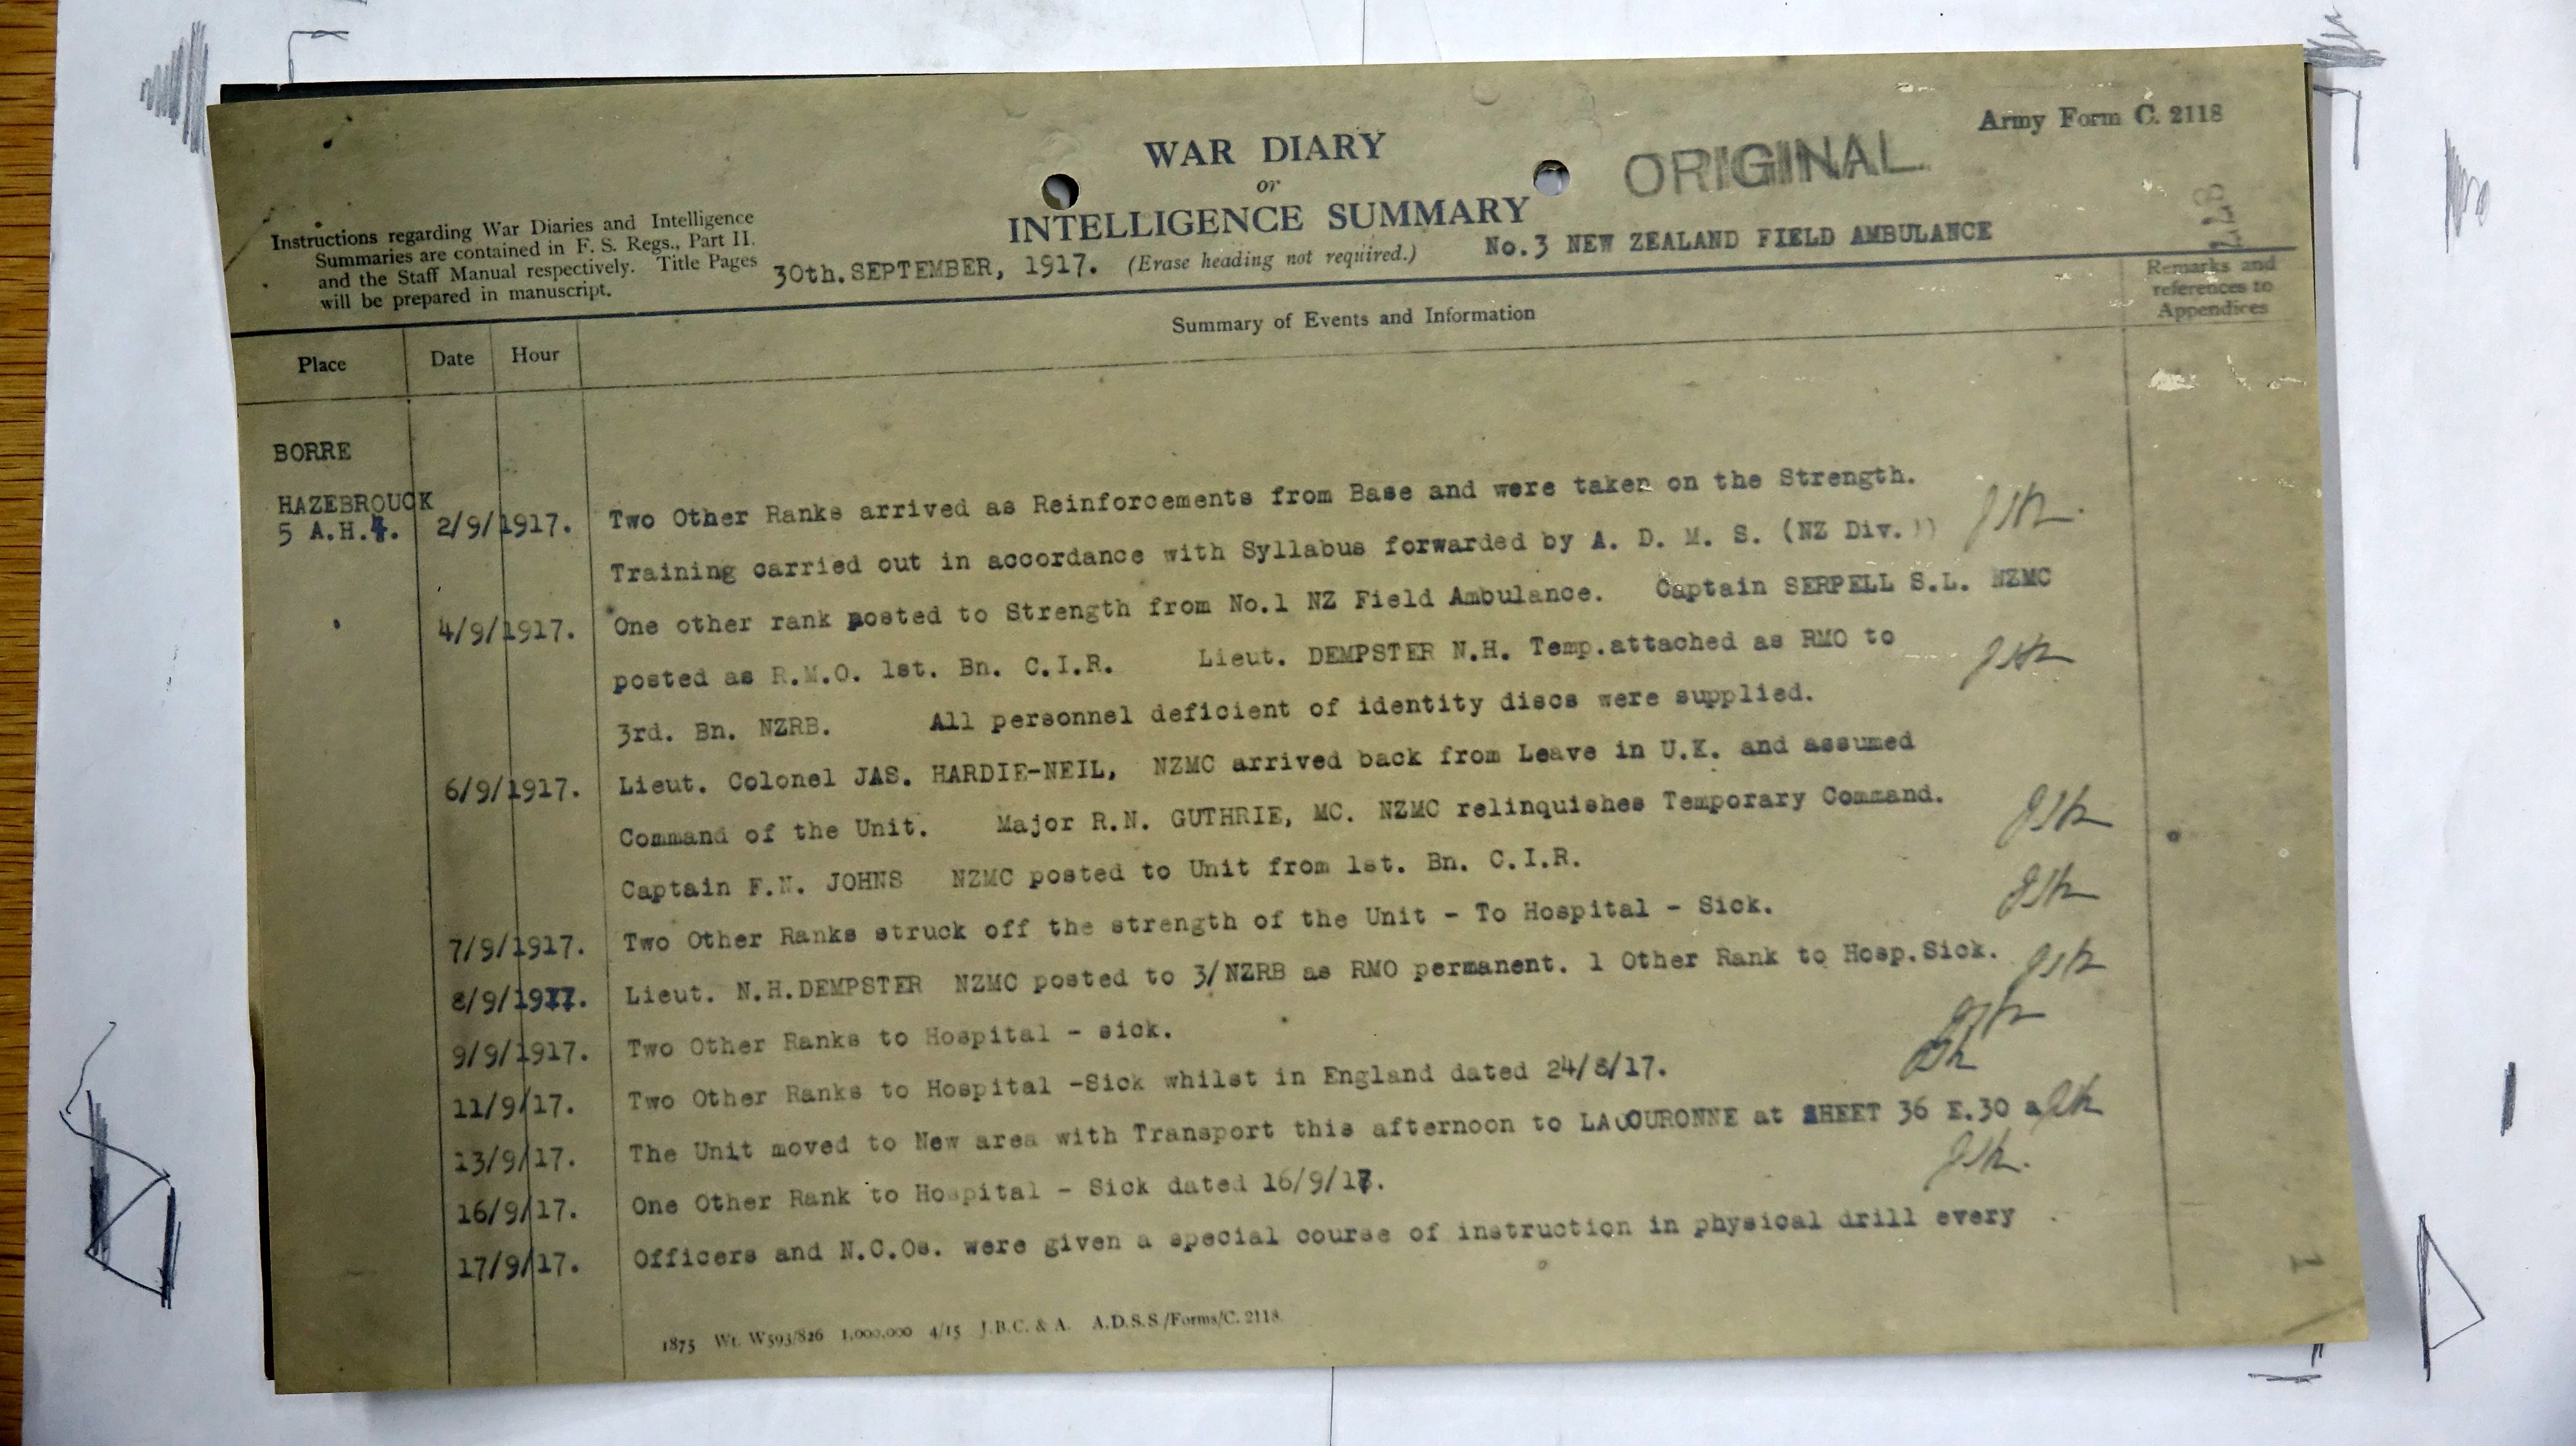 Army Form C. 2118
WAR DIARY
or
INTELLIGENCE SUMMARY
ORIGINAL
Instructions regarding War Diaries and Intelligence
Summaries are contained in F. S. Regs., Part II.
and the Staff Manual respectively. Title Pages
will be prepared in manuscript.
30th.SEPTEMBER, 1917. (Erase heading not required.) No.3 NEW ZEALAND FIELD AMBULANCE
Place Date Hour Summary of Events and Information Remarks and
references to
Appendices
BORRE
HAZEBROUCK
5 A.H.4. 2/9/1917. Two Other Ranks arrived as Reinforcements from Base and were taken on the Strength.
Training carried out in accordance with Syllabus forwarded by A. D. M. S. (NZ Div.))
4/9/1917. One other rank posted to Strength from No.1 NZ Field Ambulance. Captain SERPELL S.L. NZMC
posted as R.M.O. 1st. Bn. C.I.R. Lieut. DEMPSTER N.H. Temp.attached as RMO to
3rd. Bn. NZRB. All personnel deficient of identity discs were supplied.
6/9/1917. Lieut. Colonel JAS. HARDIE-NEIL, NZMC arrived back from Leave in U.K. and assumed
Command of the Unit. Major R.N. GUTHRIE, MC. NZMC relinquishes Temporary Command.
Captain F.N. JOHNS NZMC posted to Unit from 1st. Bn. C.I.R.
7/9/1917. Two Other Ranks struck off the strength of the Unit - To Hospital - Sick.
8/9/1917. Lieut. N.H.DEMPSTER NZMC posted to 3/NZRB as RMO permanent. 1 Other Rank to Hosp.Sick.
9/9/1917. Two Other Ranks to Hospital - sick.
11/9/17. Two Other Ranks to Hospital -Sick whilst in England dated 24/8/17.
13/9/17. The Unit moved to New area with Transport this afternoon to LACOURONNE at SHEET 36 E.30 a
16/9/17. One Other Rank to Hospital - Sick dated 16/9/17.
17/9/17. Officers and N.C.Os. were given a special course of instruction in physical drill every
1
1875 Wt. W593/826 1,000,000 4/15 J.B.C. & A. A.D.S.S./Forms/C. 2118.